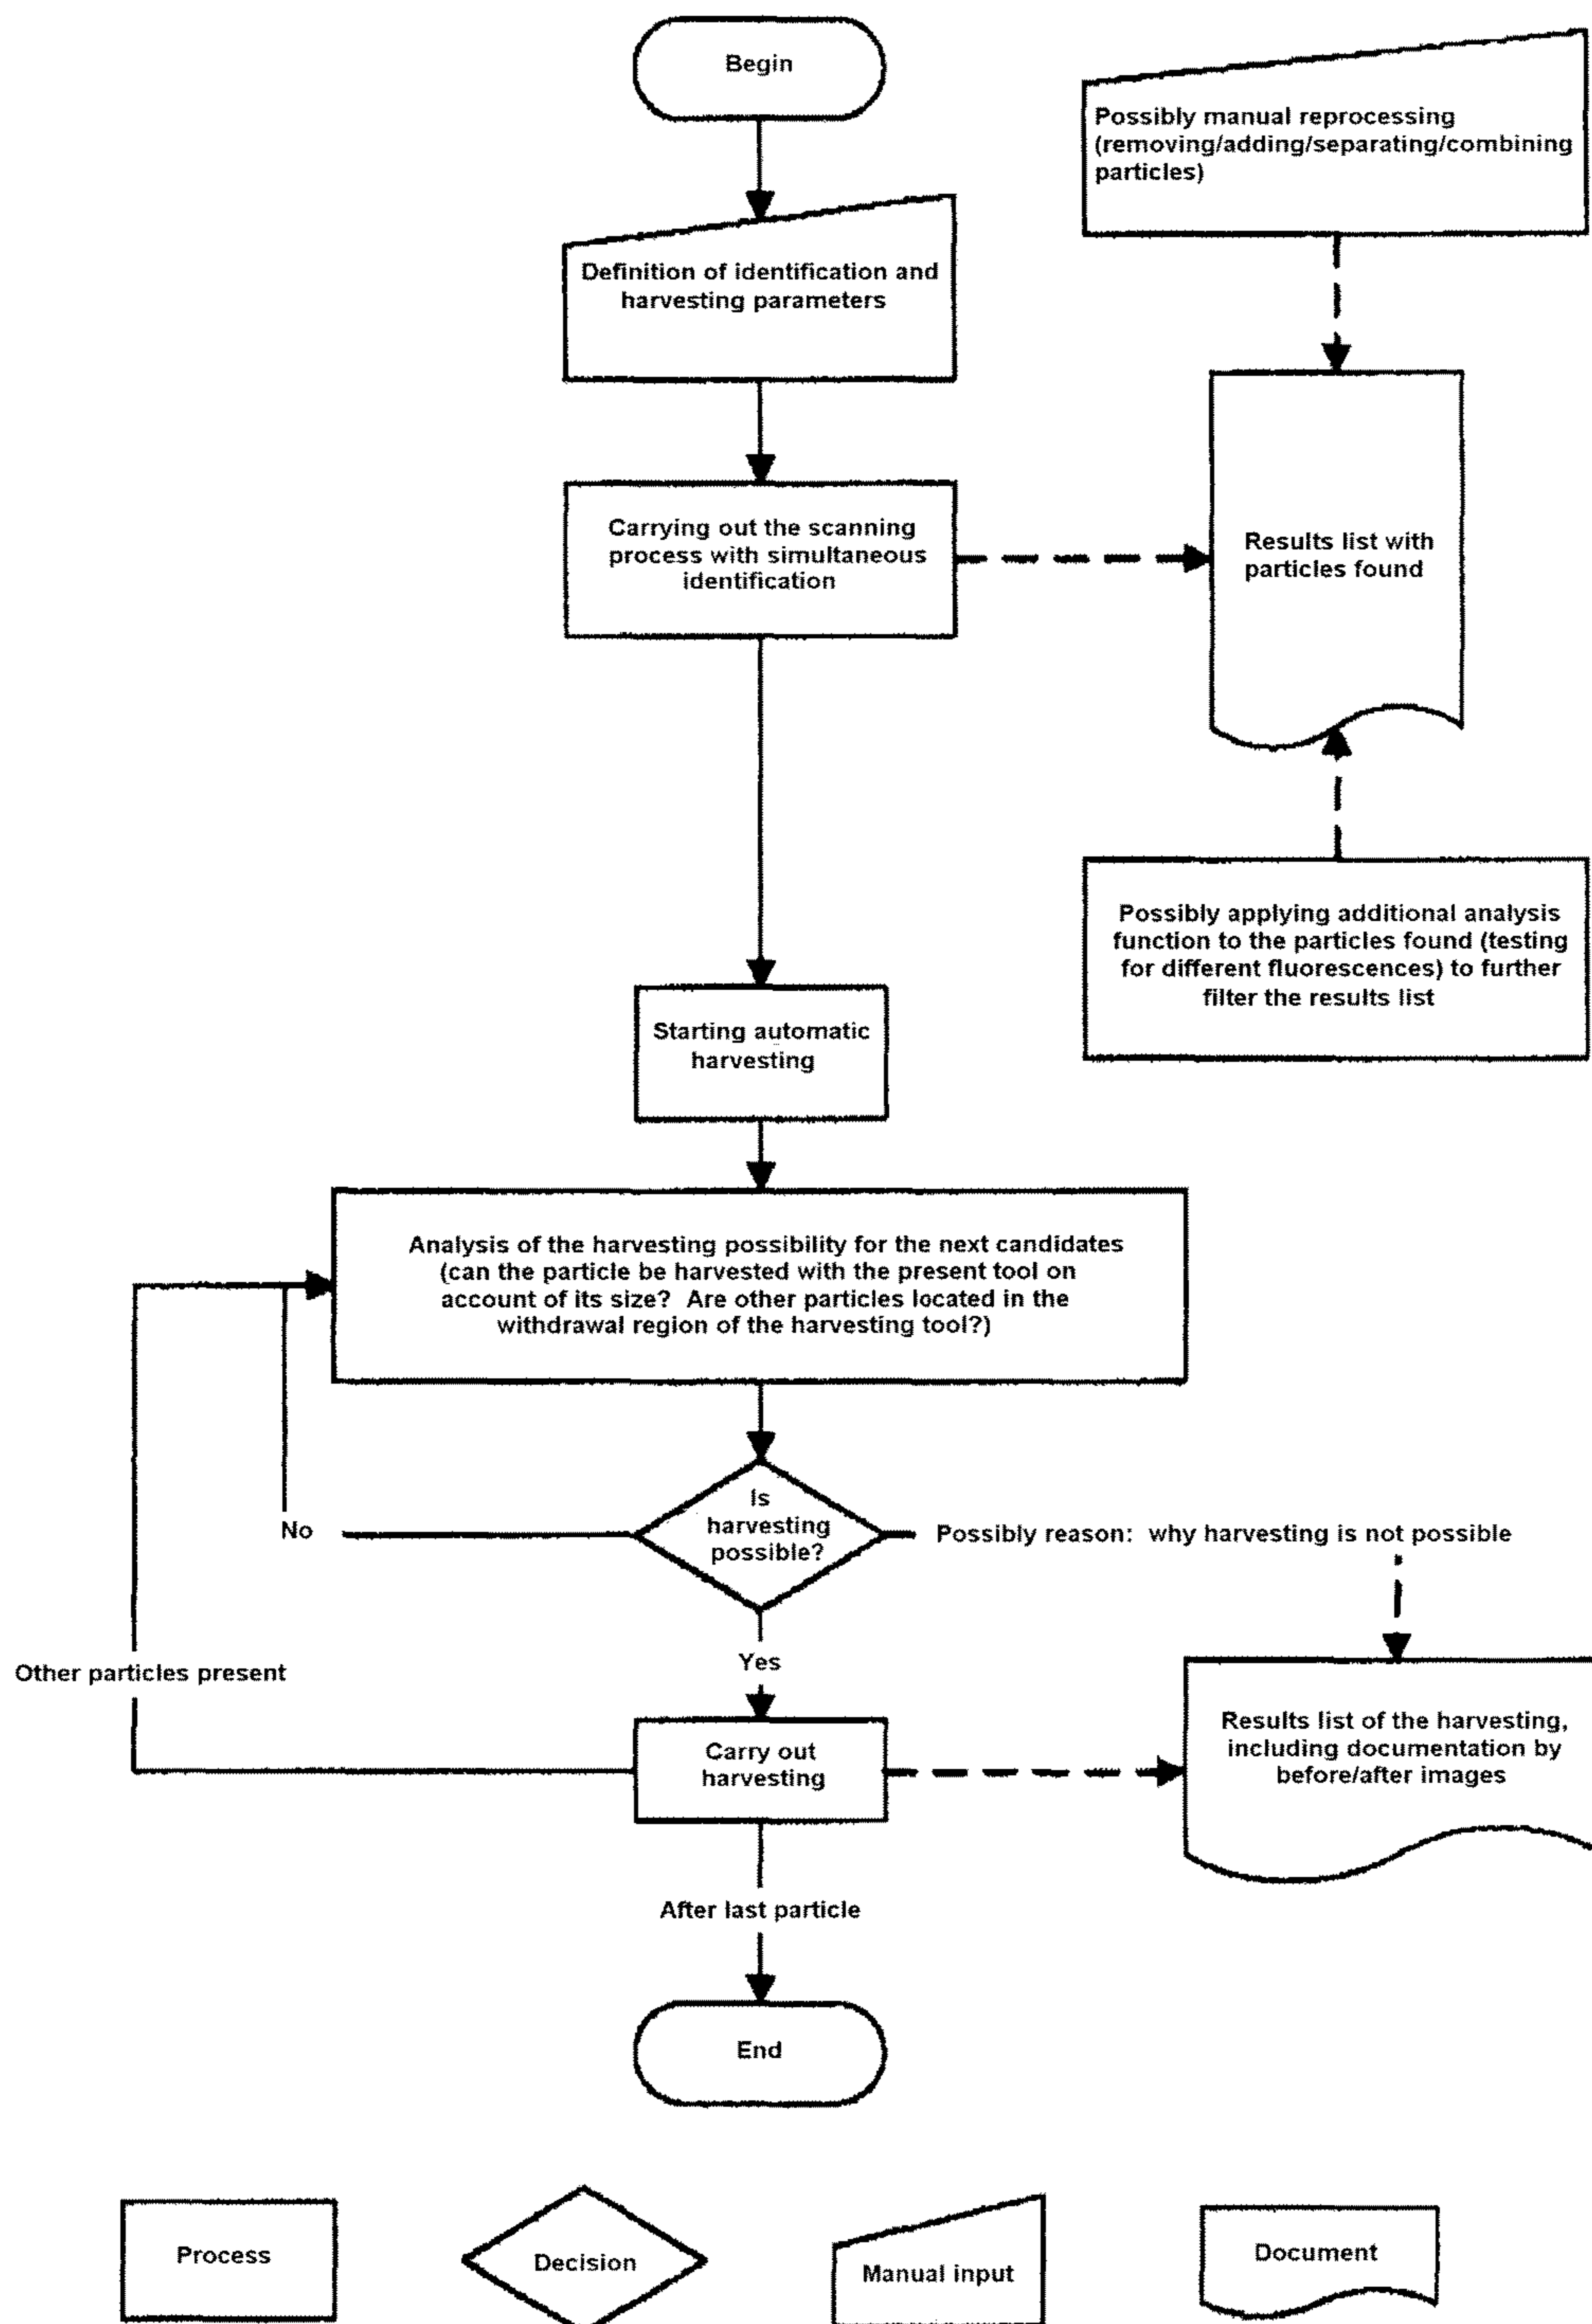 Begin
Possibly manual reprocessing
(removing/adding/separating/combining
particles)
Definition of identification and
harvesting parameters
Carrying out the scanning
process with simultaneous
identification
Results list with
particles found
Possibly applying additional analysis
function to the particles found (testing
for different fluorescences) to further
filter the results list
Starting automatic
harvesting
Analysis of the harvesting possibility for the next candidates
(can the particle be harvested with the present tool on
account of its size? Are other particles located in the
withdrawal region of the harvesting tool?)
Is
harvesting
possible?
No
Possibly reason: why harvesting is not possible
Yes
Other particles present
Carry out
harvesting
Results list of the harvesting,
including documentation by
before/after images
After last particle
End
Process
Decision
Manual input
Document